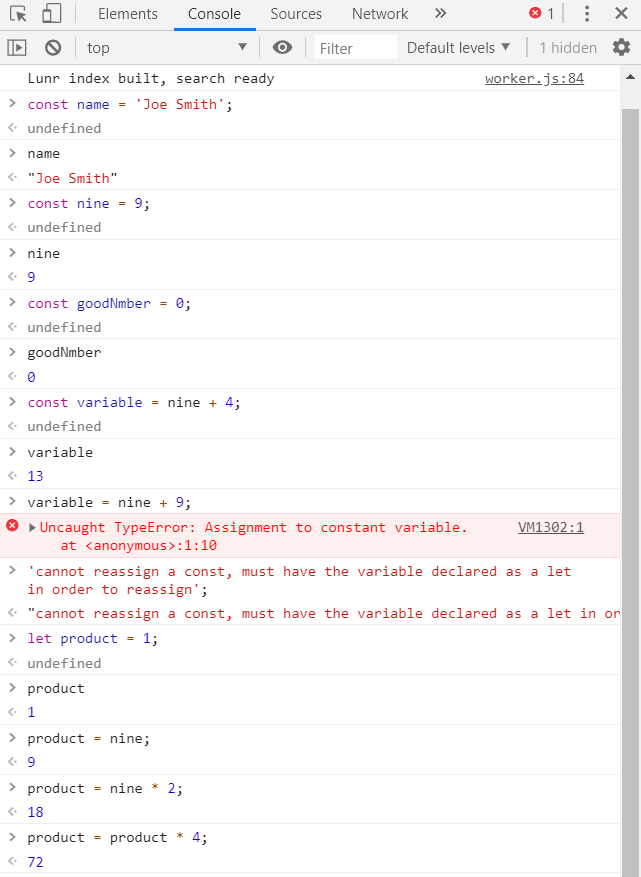 Elements Console Sources Network » 1
top Filter Default levels ▼ 1 hidden
Lunr index built, search ready worker.js:84
> const name = 'Joe Smith';
undefined
> name
"Joe Smith"
> const nine = 9;
undefined
> nine
9
> const goodNmber = 0;
undefined
> goodNmber
0
> const variable = nine + 4;
undefined
> variable
13
> variable = nine + 9;
Uncaught TypeError: Assignment to constant variable. VM1302:1
at <anonymous>:1:10
> 'cannot reassign a const, must have the variable declared as a let
in order to reassign';
"cannot reassign a const, must have the variable declared as a let in or
> let product = 1;
undefined
> product
1
> product = nine;
9
> product = nine * 2;
18
> product = product * 4;
72